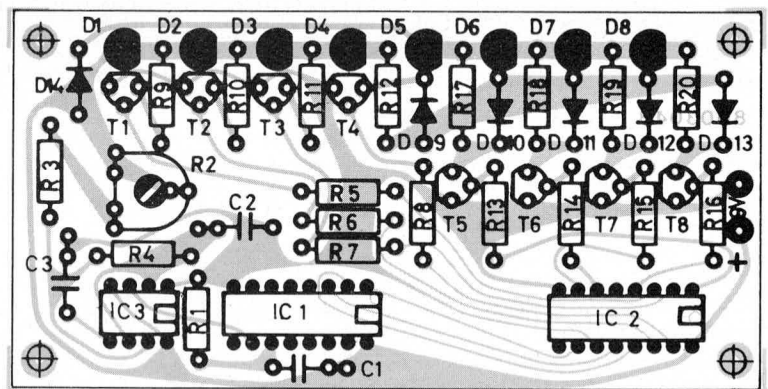 D1 D2 D3 D4 D5 D6 D7 D8
D14 R9 R10 R11 R12 R17 R18 R19 R20
T1 T2 T3 T4 D9 D10 D11 D12 D13
R3 R2 R5 R8 T5 R13 T6 R14 T7 R15 T8 R16 9V
C2 R6
C3 R4 R7 +
IC3 R1 IC1 IC2
C1